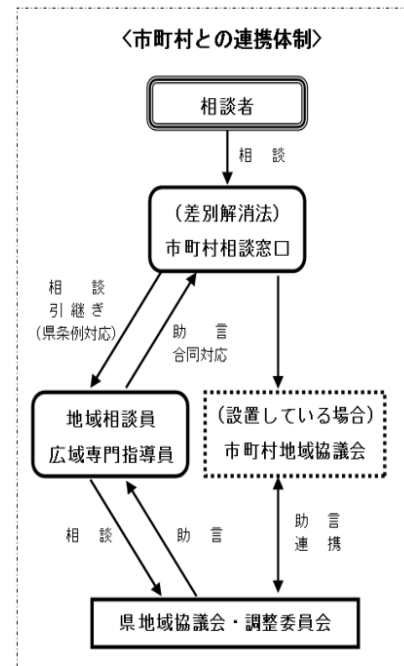 〈市町村との連携体制〉
相談者
相 談
(差別解消法)
市町村相談窓口
相 談
引継ぎ
(県条例対応)
助 言
合同対応
地域相談員
広域専門指導員
(設置している場合)
市町村地域協議会
相 談
助 言
助 言
連 携
県地域協議会・調整委員会